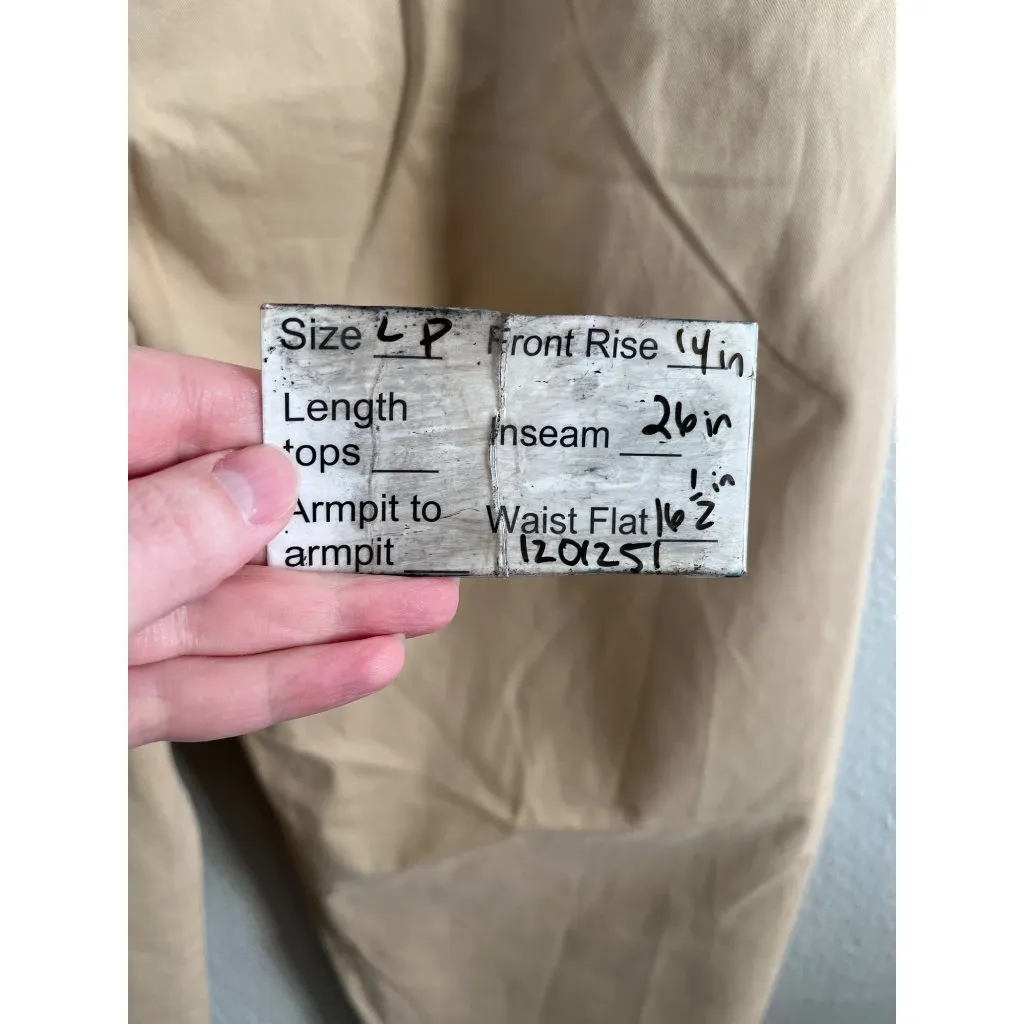 Size L P
Length
tops
Armpit to
armpit
Front Rise 14 in
Inseam 26 in
Waist Flat 16 1/2 in
1201251